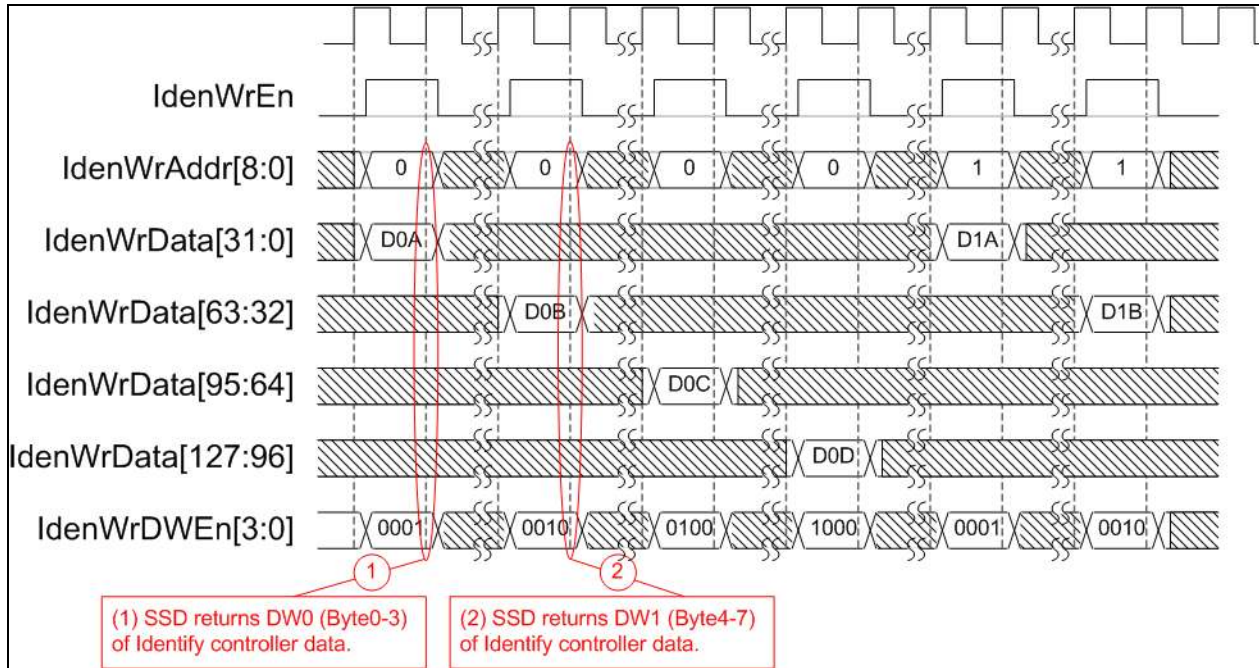 IdenWrEn
IdenWrAddr[8:0] 0 0 0 0 1 1
IdenWrData[31:0] D0A D1A
IdenWrData[63:32] D0B D1B
IdenWrData[95:64] D0C
IdenWrData[127:96] D0D
IdenWrDWEn[3:0] 0001 0010 0100 1000 0001 0010
1 2
(1) SSD returns DW0 (Byte0-3)
of Identify controller data.
(2) SSD returns DW1 (Byte4-7)
of Identify controller data.